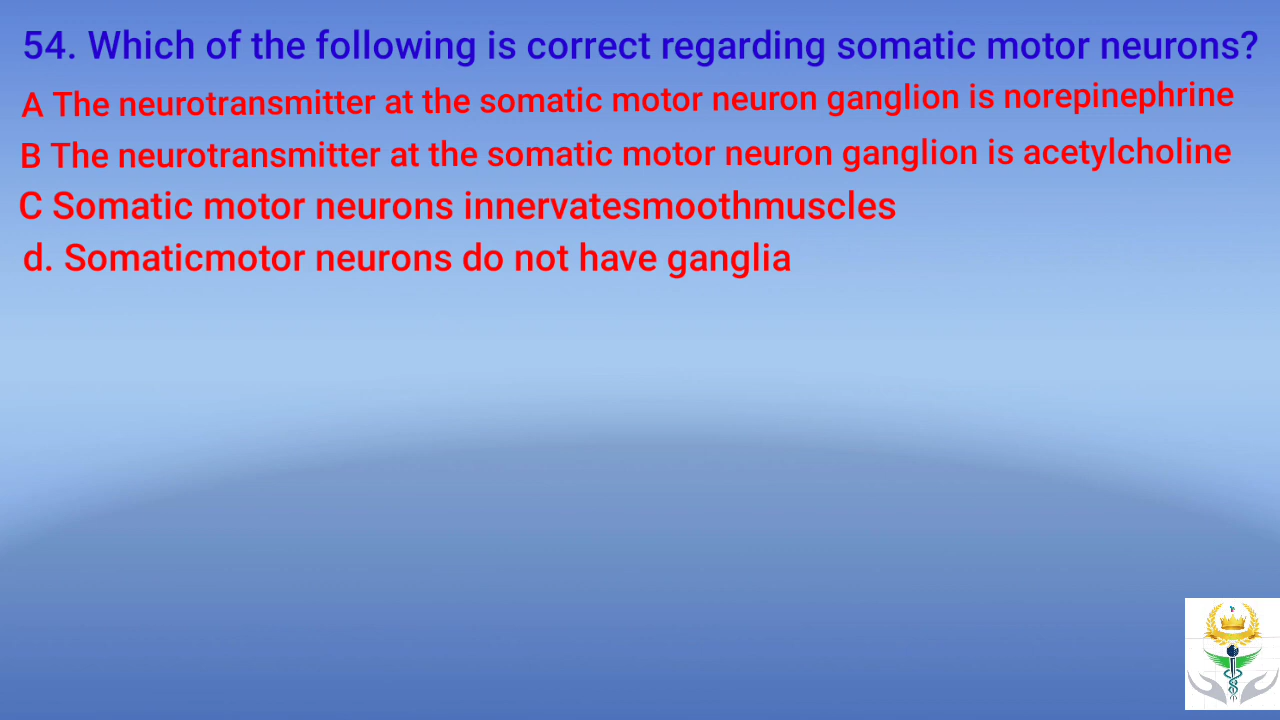 54. Which of the following is correct regarding somatic motor neurons?
A The neurotransmitter at the somatic motor neuron ganglion is norepinephrine
B The neurotransmitter at the somatic motor neuron ganglion is acetylcholine
C Somatic motor neurons innervatesmoothmuscles
d. Somaticmotor neurons do not have ganglia